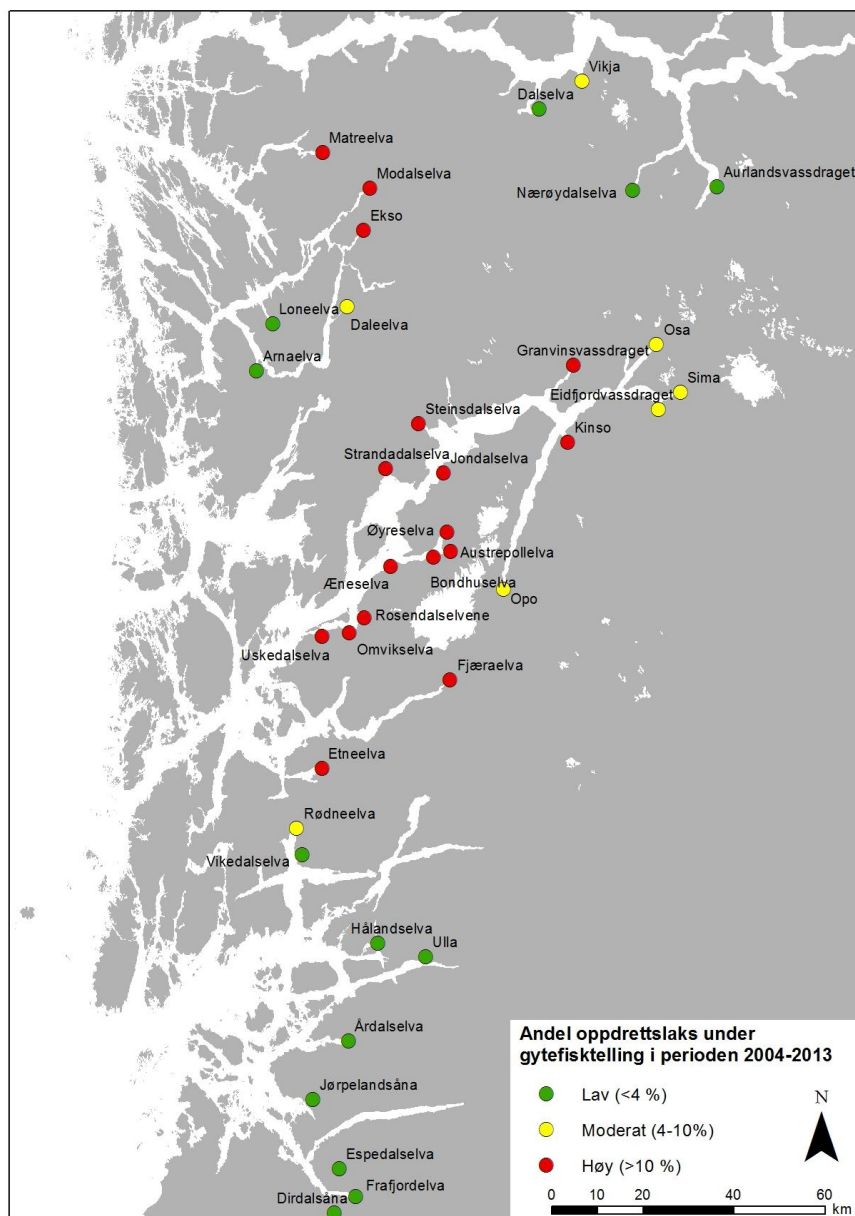 Vikja
Dalselva
Matreelva
Modalselva
Nærøydalselva
Aurlandsvassdraget
Ekso
Loneelva
Daleelva
Arnaelva
Osa
Granvinsvassdraget
Sima
Eidfjordvassdraget
Steinsdalselva
Kinso
Strandadalselva
Jondalselva
Øyreselva
Austrepollelva
Æneselva
Bondhuselva
Opo
Rosendalselvene
Uskedalselva
Omvikselva
Fjæraelva
Etneelva
Rødneelva
Vikedalselva
Hålandselva
Ulla
Årdalselva
Jørpelandsåna
Espedalselva
Frafjordelva
Dirdalsåna
Andel oppdrettslaks under
gytefisktelling i perioden 2004-2013
Lav (<4 %)
Moderat (4-10%)
Høy (>10 %)
N
0 10 20 40 60
km